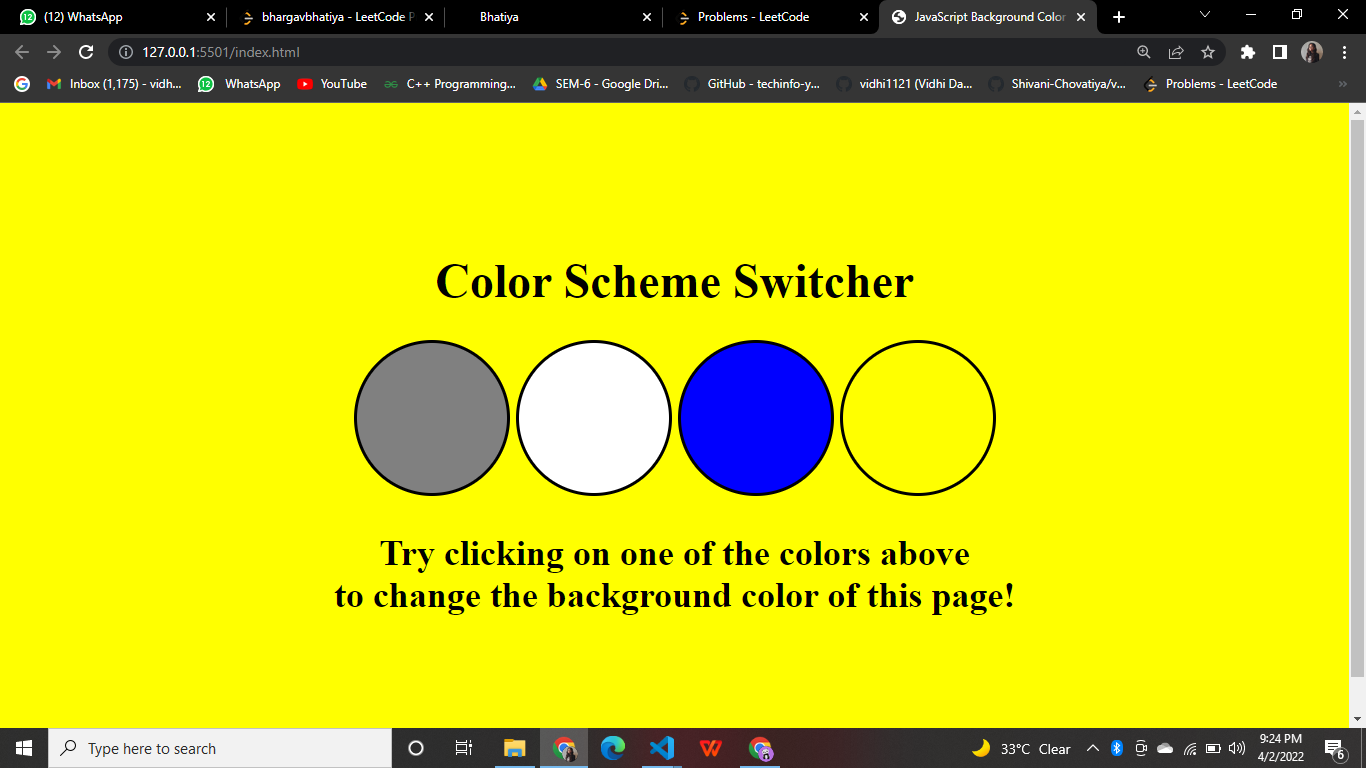 (12) WhatsApp
bhargavbhatiya - LeetCode P
Bhatiya
Problems - LeetCode
JavaScript Background Color
127.0.0.1:5501/index.html
Inbox (1,175) - vidh...
WhatsApp
YouTube
C++ Programming...
SEM-6 - Google Dri...
GitHub - techinfo-y...
vidhi1121 (Vidhi Da...
Shivani-Chovatiya/v...
Problems - LeetCode
»
Color Scheme Switcher
Try clicking on one of the colors above
to change the background color of this page!
Type here to search
33°C Clear
9:24 PM
4/2/2022
6